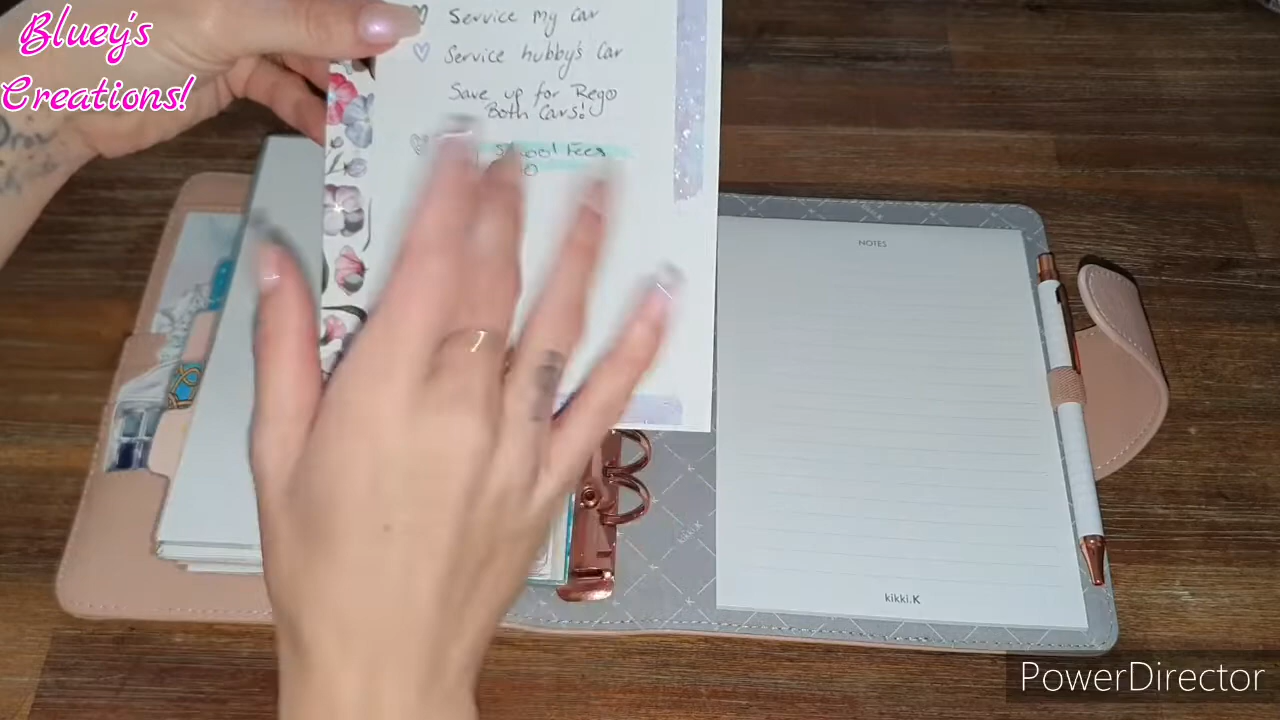 Bluey's
Creations!
Service my Car
Service hubby's Car
Save up for Rego
Both Cars!
School Fees
NOTES
kikki.K
kikki.K
PowerDirector